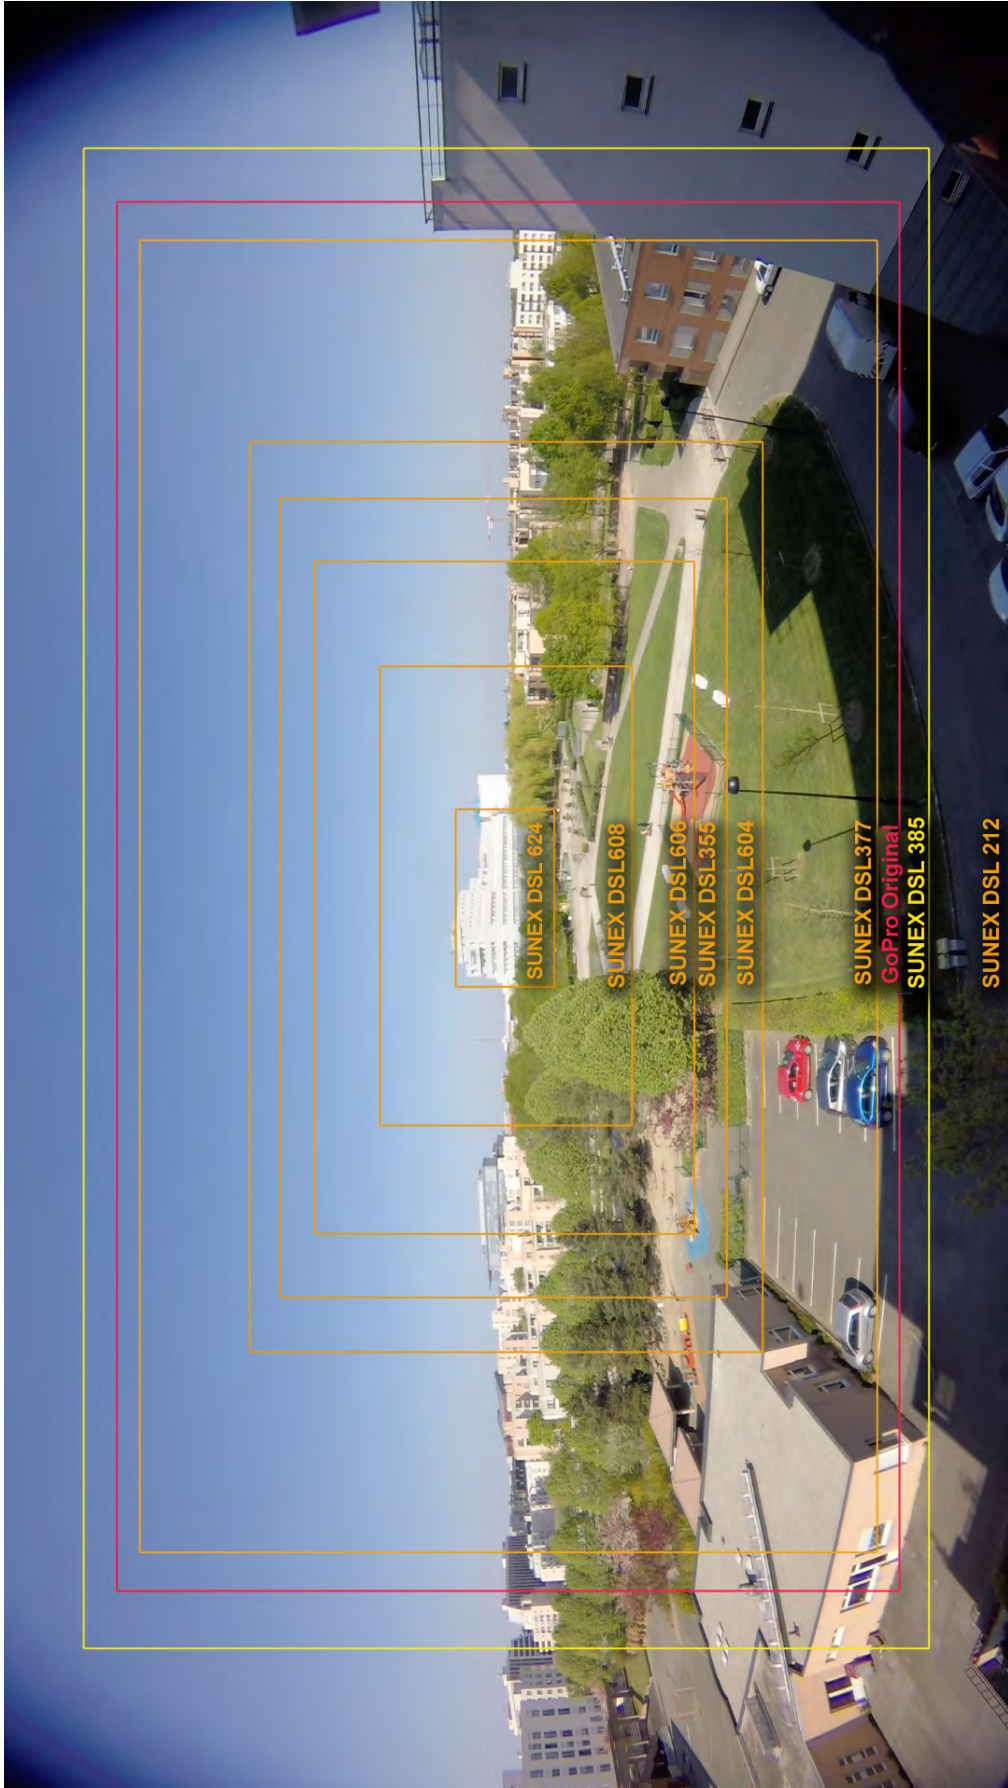 SUNEX DSL 624
SUNEX DSL608
SUNEX DSL606
SUNEX DSL355
SUNEX DSL604
SUNEX DSL377
GoPro Original
SUNEX DSL 385
SUNEX DSL 212